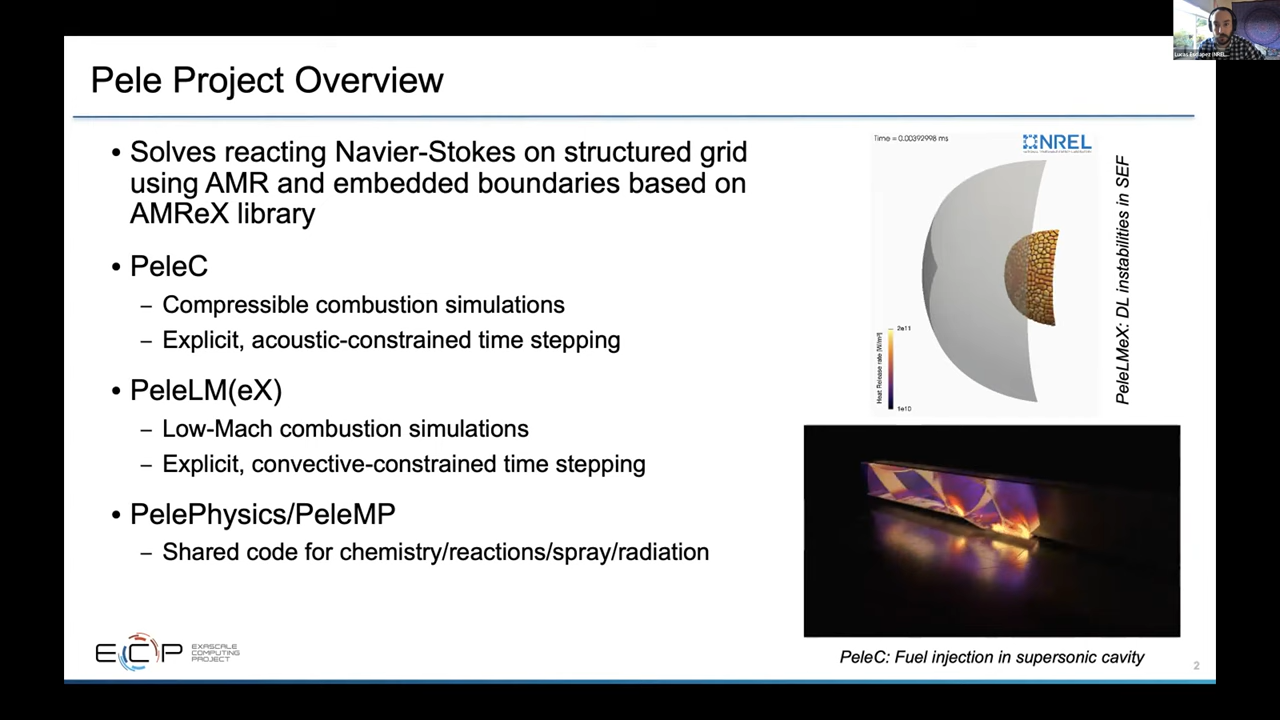 Pele Project Overview
• Solves reacting Navier-Stokes on structured grid
using AMR and embedded boundaries based on
AMReX library
• PeleC
– Compressible combustion simulations
– Explicit, acoustic-constrained time stepping
• PeleLM(eX)
– Low-Mach combustion simulations
– Explicit, convective-constrained time stepping
• PelePhysics/PeleMP
– Shared code for chemistry/reactions/spray/radiation
Time = 0.00392998 ms
NREL
Heat Release rate [W/m³]
2e11
1e10
PeleLMeX: DL instabilities in SEF
PeleC: Fuel injection in supersonic cavity
ECP
EXASCALE
COMPUTING
PROJECT
2